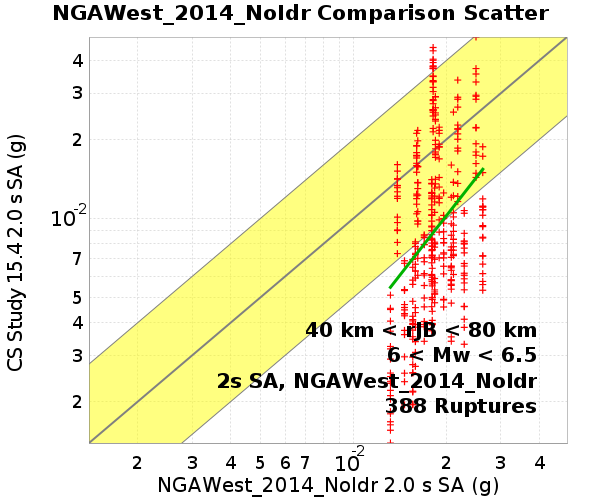 NGAWest_2014_NoIdr Comparison Scatter
CS Study 15.4 2.0 s SA (g)
4
3
2
10-2
7
5
4
3
2
40 km < rJB < 80 km
6 < Mw < 6.5
2s SA, NGAWest_2014_NoIdr
388 Ruptures
2 3 4 5 6 7 10-2 2 3 4
NGAWest_2014_NoIdr 2.0 s SA (g)